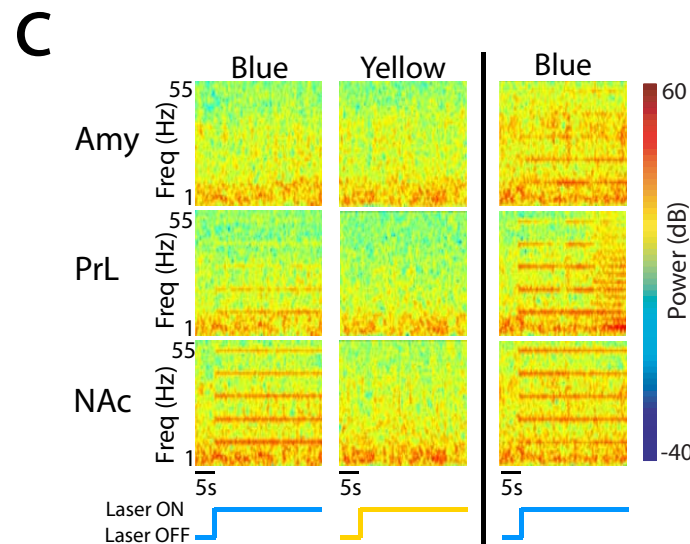 C
Blue Yellow Blue
Amy Freq (Hz) 55 1 60
PrL Freq (Hz) 55 1 Power (dB)
NAc Freq (Hz) 55 1 -40
5s 5s 5s
Laser ON
Laser OFF